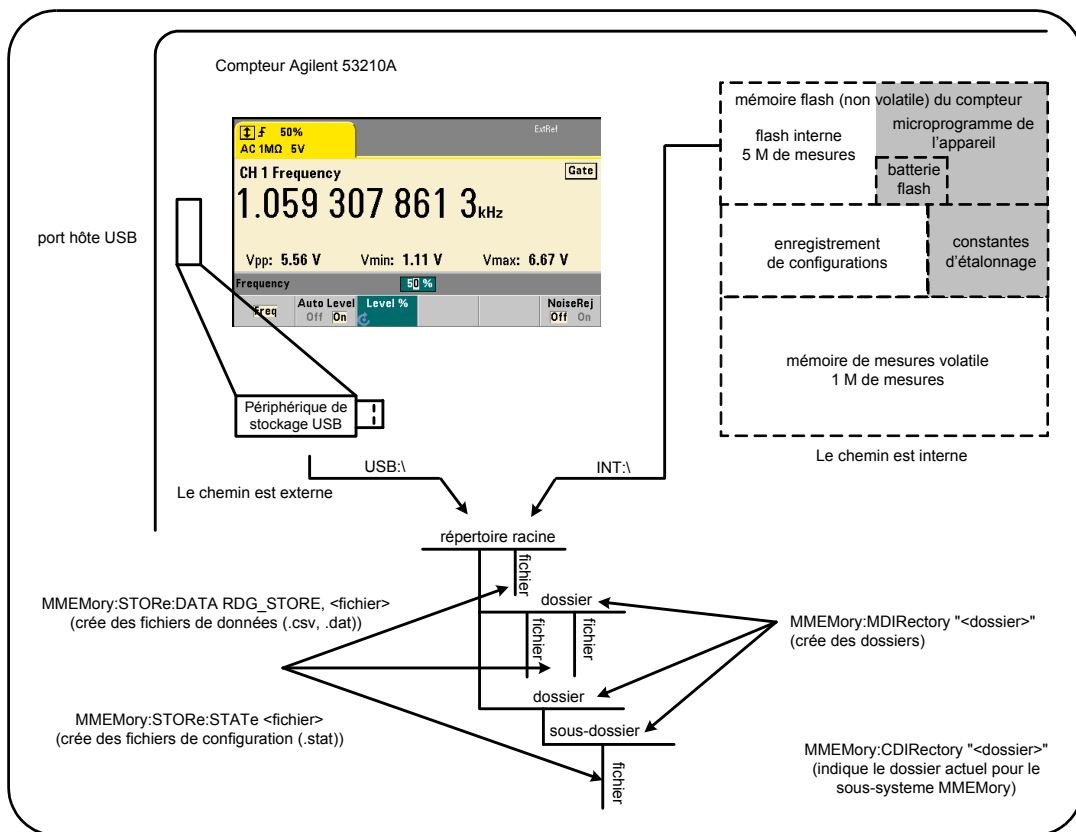 Compteur Agilent 53210A
50%
AC 1MΩ 5V
ExtRef
CH 1 Frequency
Gate
1.059 307 861 3kHz
Vpp: 5.56 V Vmin: 1.11 V Vmax: 6.67 V
Frequency
50 %
Freq
Auto Level
Off On
Level %
NoiseRej
Off On
port hôte USB
Périphérique de
stockage USB
mémoire flash (non volatile) du compteur
flash interne
5 M de mesures
microprogramme de
l'appareil
batterie
flash
enregistrement
de configurations
constantes
d'étalonnage
mémoire de mesures volatile
1 M de mesures
Le chemin est interne
USB:\
INT:\
Le chemin est externe
répertoire racine
fichier
dossier
fichier
fichier
dossier
sous-dossier
fichier
MMEMory:STORe:DATA RDG_STORE, <fichier>
(crée des fichiers de données (.csv, .dat))
MMEMory:STORe:STATe <fichier>
(crée des fichiers de configuration (.stat))
MMEMory:MDIRectory "<dossier>"
(crée des dossiers)
MMEMory:CDIRectory "<dossier>"
(indique le dossier actuel pour le
sous-systeme MMEMory)